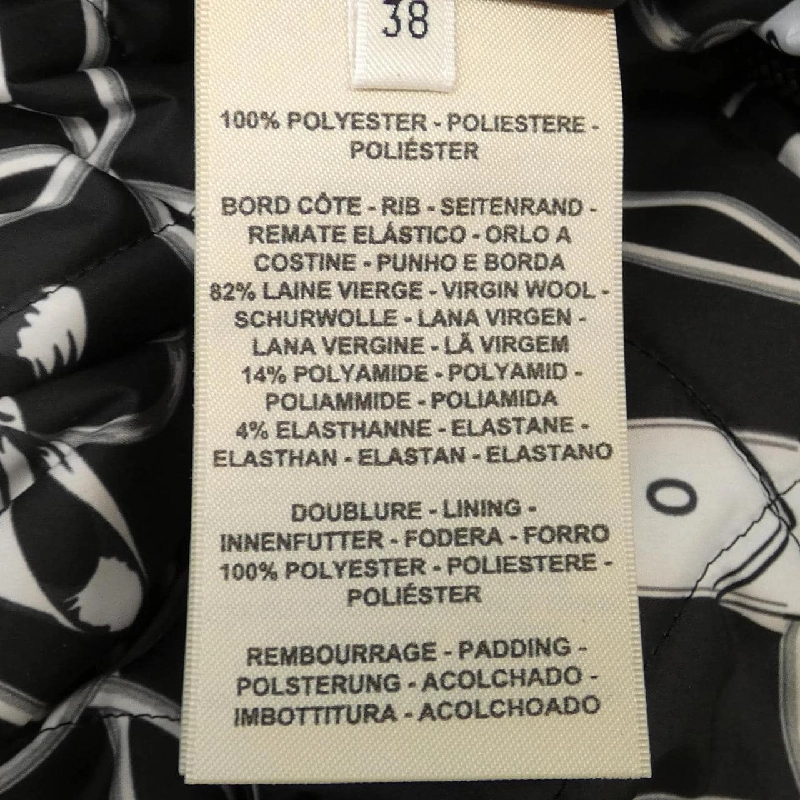 38
100% POLYESTER - POLIESTERE -
POLIÉSTER
BORD CÔTE - RIB - SEITENRAND -
REMATE ELÁSTICO - ORLO A
COSTINE - PUNHO E BORDA
82% LAINE VIERGE - VIRGIN WOOL -
SCHURWOLLE - LANA VIRGEN -
LANA VERGINE - LÃ VIRGEM
14% POLYAMIDE - POLYAMID -
POLIAMMIDE - POLIAMIDA
4% ELASTHANNE - ELASTANE -
ELASTHAN - ELASTAN - ELASTANO
DOUBLURE - LINING -
INNENFUTTER - FODERA - FORRO
100% POLYESTER - POLIESTERE -
POLIÉSTER
REMBOURRAGE - PADDING -
POLSTERUNG - ACOLCHADO -
IMBOTTITURA - ACOLCHOADO